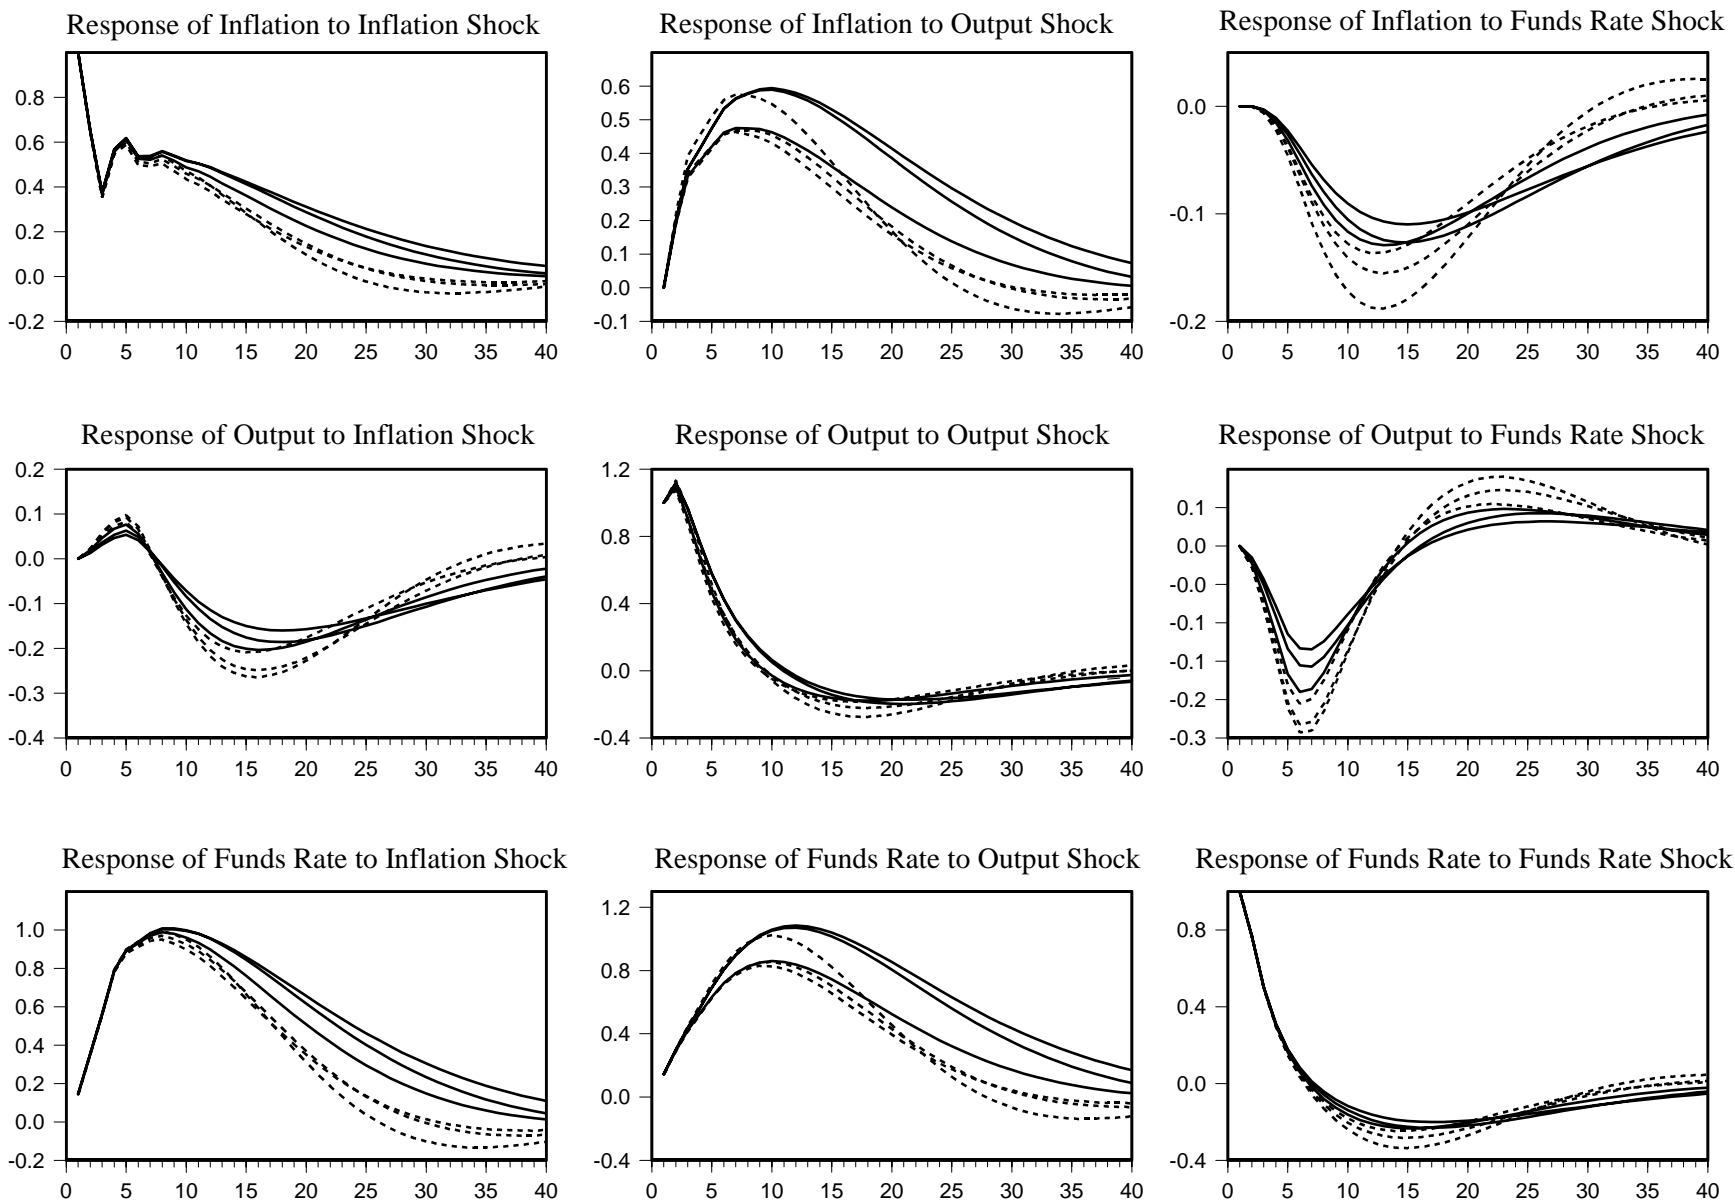 Response of Inflation to Inflation Shock
0.8
0.6
0.4
0.2
0.0
-0.2
0 5 10 15 20 25 30 35 40
Response of Inflation to Output Shock
0.6
0.5
0.4
0.3
0.2
0.1
0.0
-0.1
0 5 10 15 20 25 30 35 40
Response of Inflation to Funds Rate Shock
0.0
-0.1
-0.2
0 5 10 15 20 25 30 35 40
Response of Output to Inflation Shock
0.2
0.1
0.0
-0.1
-0.2
-0.3
-0.4
0 5 10 15 20 25 30 35 40
Response of Output to Output Shock
1.2
0.8
0.4
0.0
-0.4
0 5 10 15 20 25 30 35 40
Response of Output to Funds Rate Shock
0.1
0.0
-0.0
-0.1
-0.1
-0.2
-0.3
0 5 10 15 20 25 30 35 40
Response of Funds Rate to Inflation Shock
1.0
0.8
0.6
0.4
0.2
0.0
-0.2
0 5 10 15 20 25 30 35 40
Response of Funds Rate to Output Shock
1.2
0.8
0.4
0.0
-0.4
0 5 10 15 20 25 30 35 40
Response of Funds Rate to Funds Rate Shock
0.8
0.4
0.0
-0.4
0 5 10 15 20 25 30 35 40